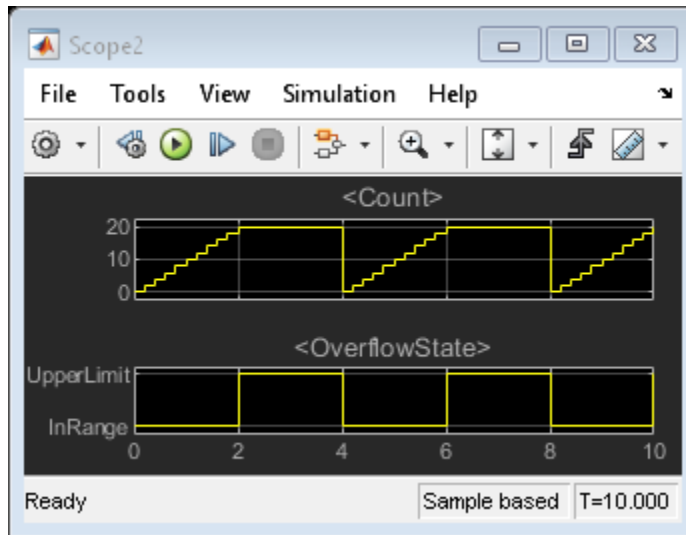 Scope2
File Tools View Simulation Help
<Count>
20
10
0
<OverflowState>
UpperLimit
InRange
0 2 4 6 8 10
Ready Sample based T=10.000